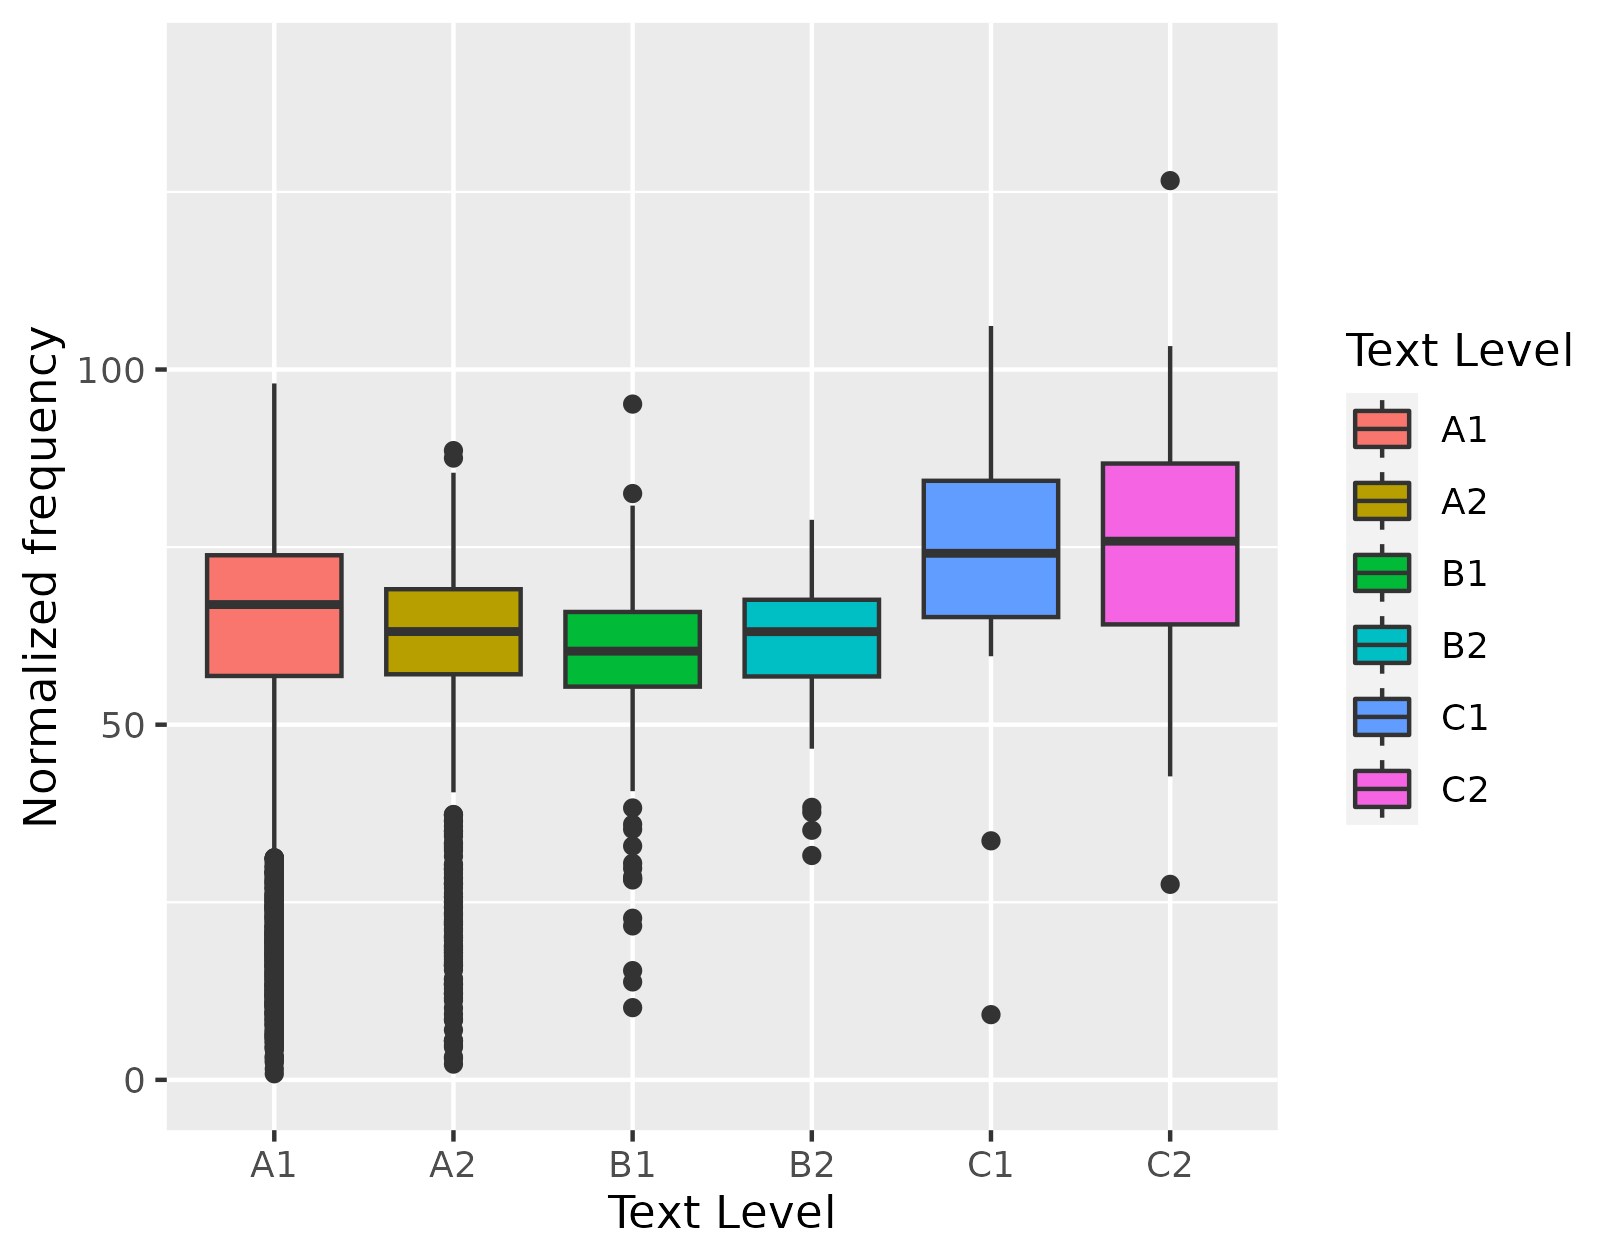 Normalized frequency
100
50
0
A1 A2 B1 B2 C1 C2
Text Level
Text Level
A1
A2
B1
B2
C1
C2